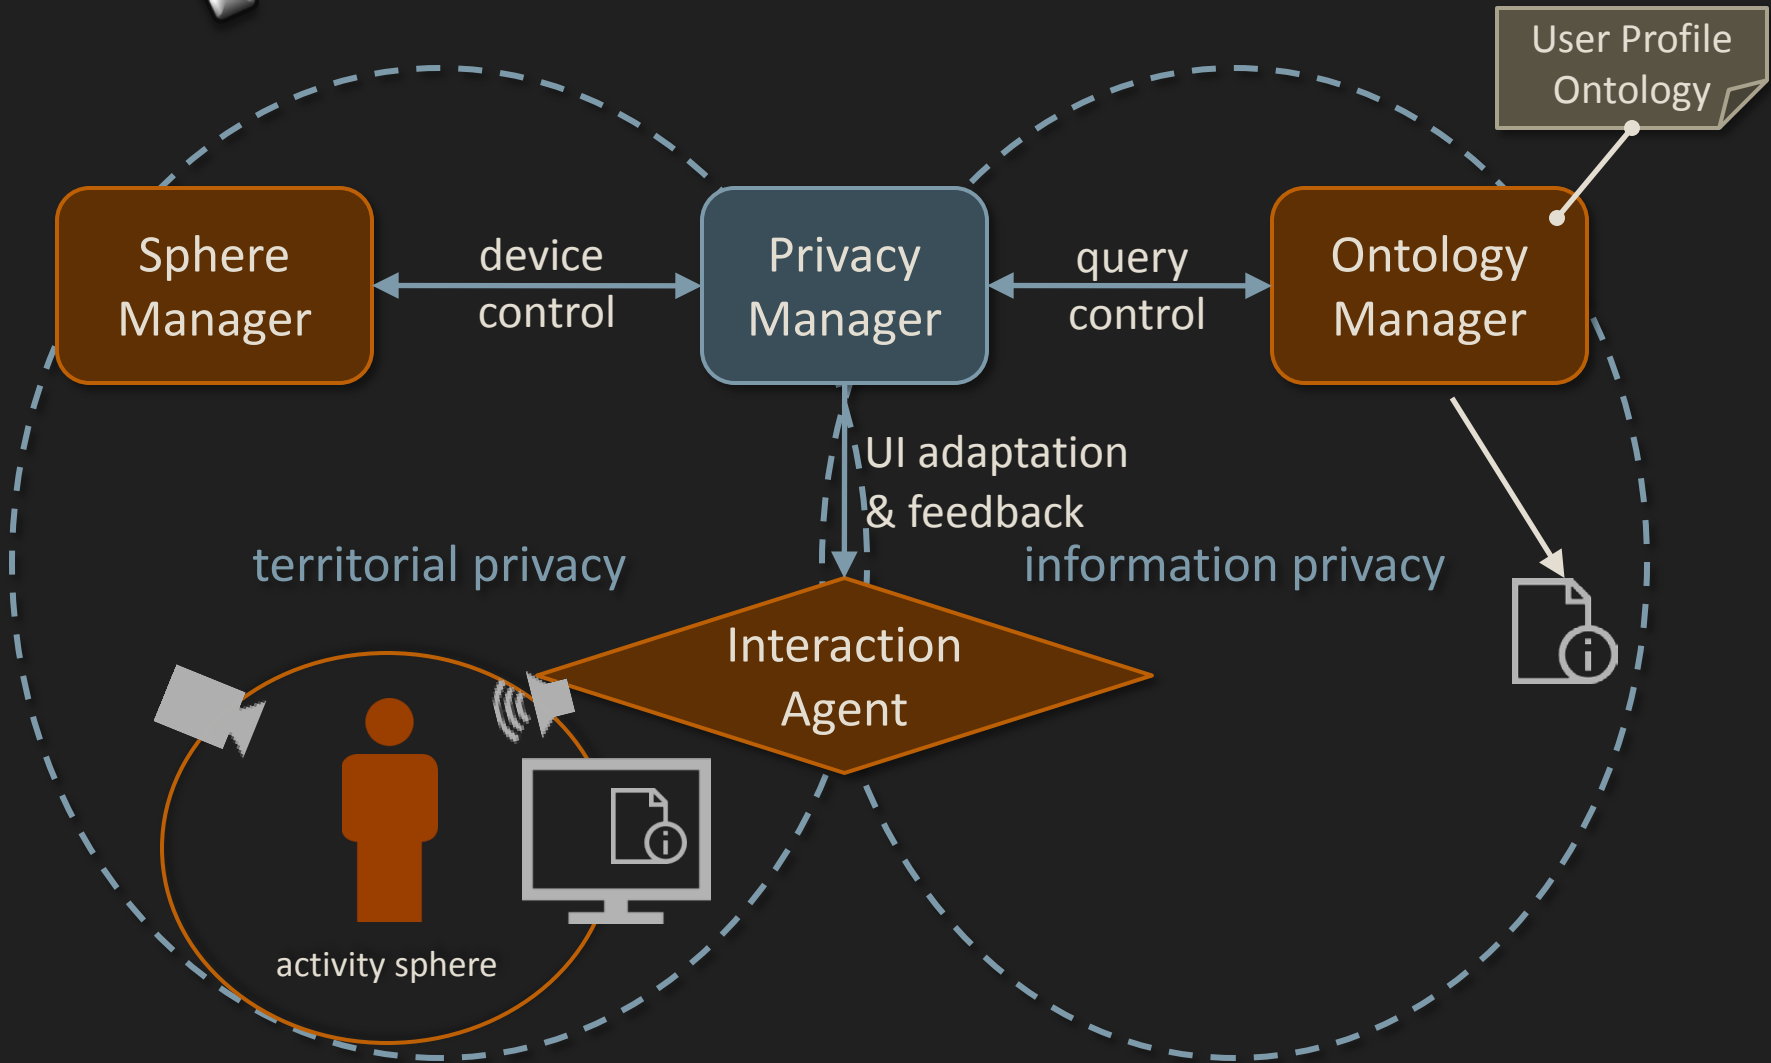 User Profile
Ontology
Sphere
Manager
device
control
Privacy
Manager
query
control
Ontology
Manager
UI adaptation
& feedback
territorial privacy
information privacy
Interaction
Agent
activity sphere